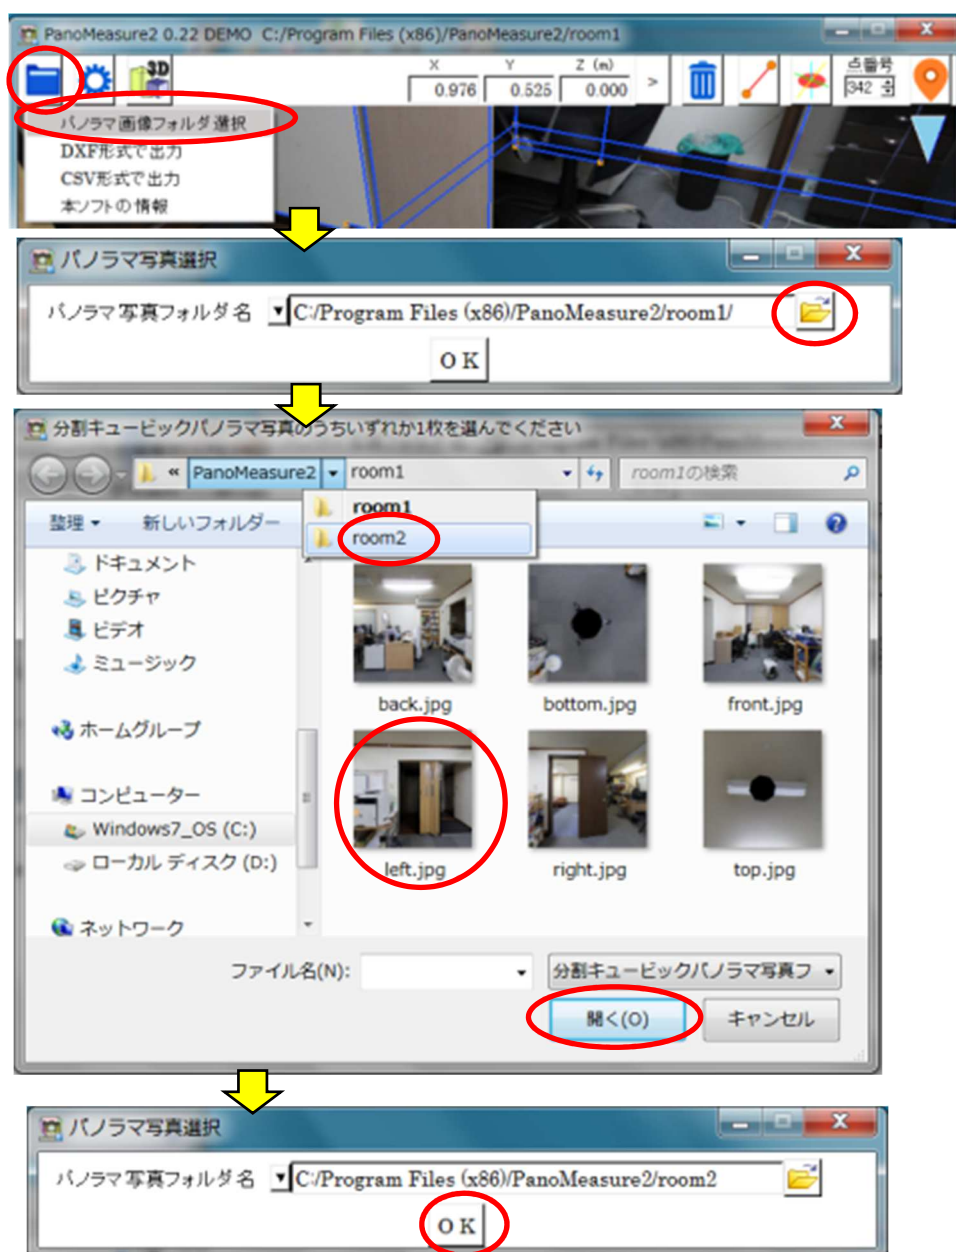 PanoMeasure2 0.22 DEMO C:/Program Files (x86)/PanoMeasure2/room1
3D
X Y Z (m)
0.976 0.525 0.000 >
点番号
342
パノラマ画像フォルダ選択
DXF形式で出力
CSV形式で出力
本ソフトの情報
パノラマ写真選択
パノラマ写真フォルダ名 C:/Program Files (x86)/PanoMeasure2/room1/
OK
分割キュービックパノラマ写真のうちいずれか1枚を選んでください
« PanoMeasure2 room1
room1の検索
整理 新しいフォルダー
room1
room2
ドキュメント
ピクチャ
ビデオ
ミュージック
ホームグループ
コンピューター
Windows7_OS (C:)
ローカル ディスク (D:)
ネットワーク
back.jpg bottom.jpg front.jpg
left.jpg right.jpg top.jpg
ファイル名(N):
分割キュービックパノラマ写真フ
開く(O) キャンセル
パノラマ写真選択
パノラマ写真フォルダ名 C:/Program Files (x86)/PanoMeasure2/room2
OK